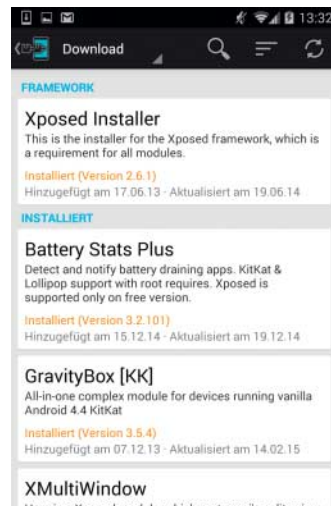 13:32
Download
FRAMEWORK
Xposed Installer
This is the installer for the Xposed framework, which is
a requirement for all modules.
Installiert (Version 2.6.1)
Hinzugefügt am 17.06.13 · Aktualisiert am 19.06.14
INSTALLIERT
Battery Stats Plus
Detect and notify battery draining apps. KitKat &
Lollipop support with root requires. Xposed is
supported only on free version.
Installiert (Version 3.2.101)
Hinzugefügt am 15.12.14 · Aktualisiert am 19.12.14
GravityBox [KK]
All-in-one complex module for devices running vanilla
Android 4.4 KitKat
Installiert (Version 3.5.4)
Hinzugefügt am 07.12.13 · Aktualisiert am 14.02.15
XMultiWindow